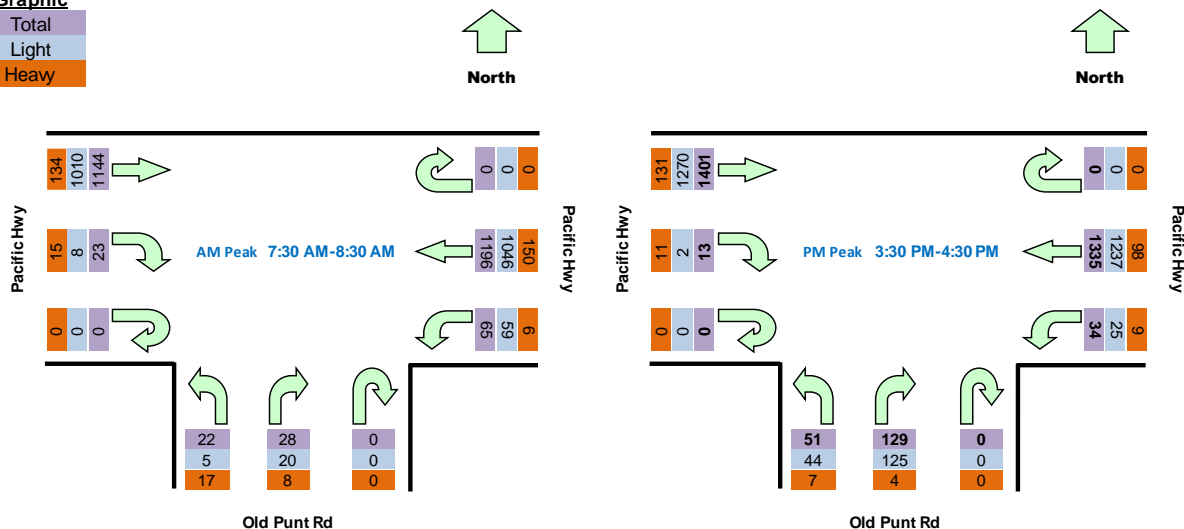 Graphic
Total
Light
Heavy
North
134 1010 1144
0 0 0
Pacific Hwy
15 8 23
AM Peak 7:30 AM-8:30 AM
1196 1046 150
Pacific Hwy
0 0 0
65 59 6
22 28 0
5 20 0
17 8 0
Old Punt Rd
North
131 1270 1401
0 0 0
Pacific Hwy
11 2 13
PM Peak 3:30 PM-4:30 PM
1335 1237 98
Pacific Hwy
0 0 0
34 25 9
51 129 0
44 125 0
7 4 0
Old Punt Rd